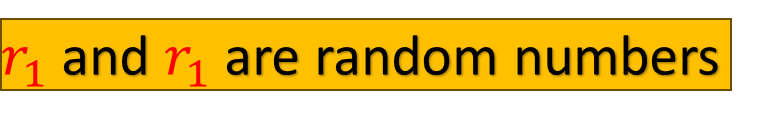 r₁ and r₁ are random numbers